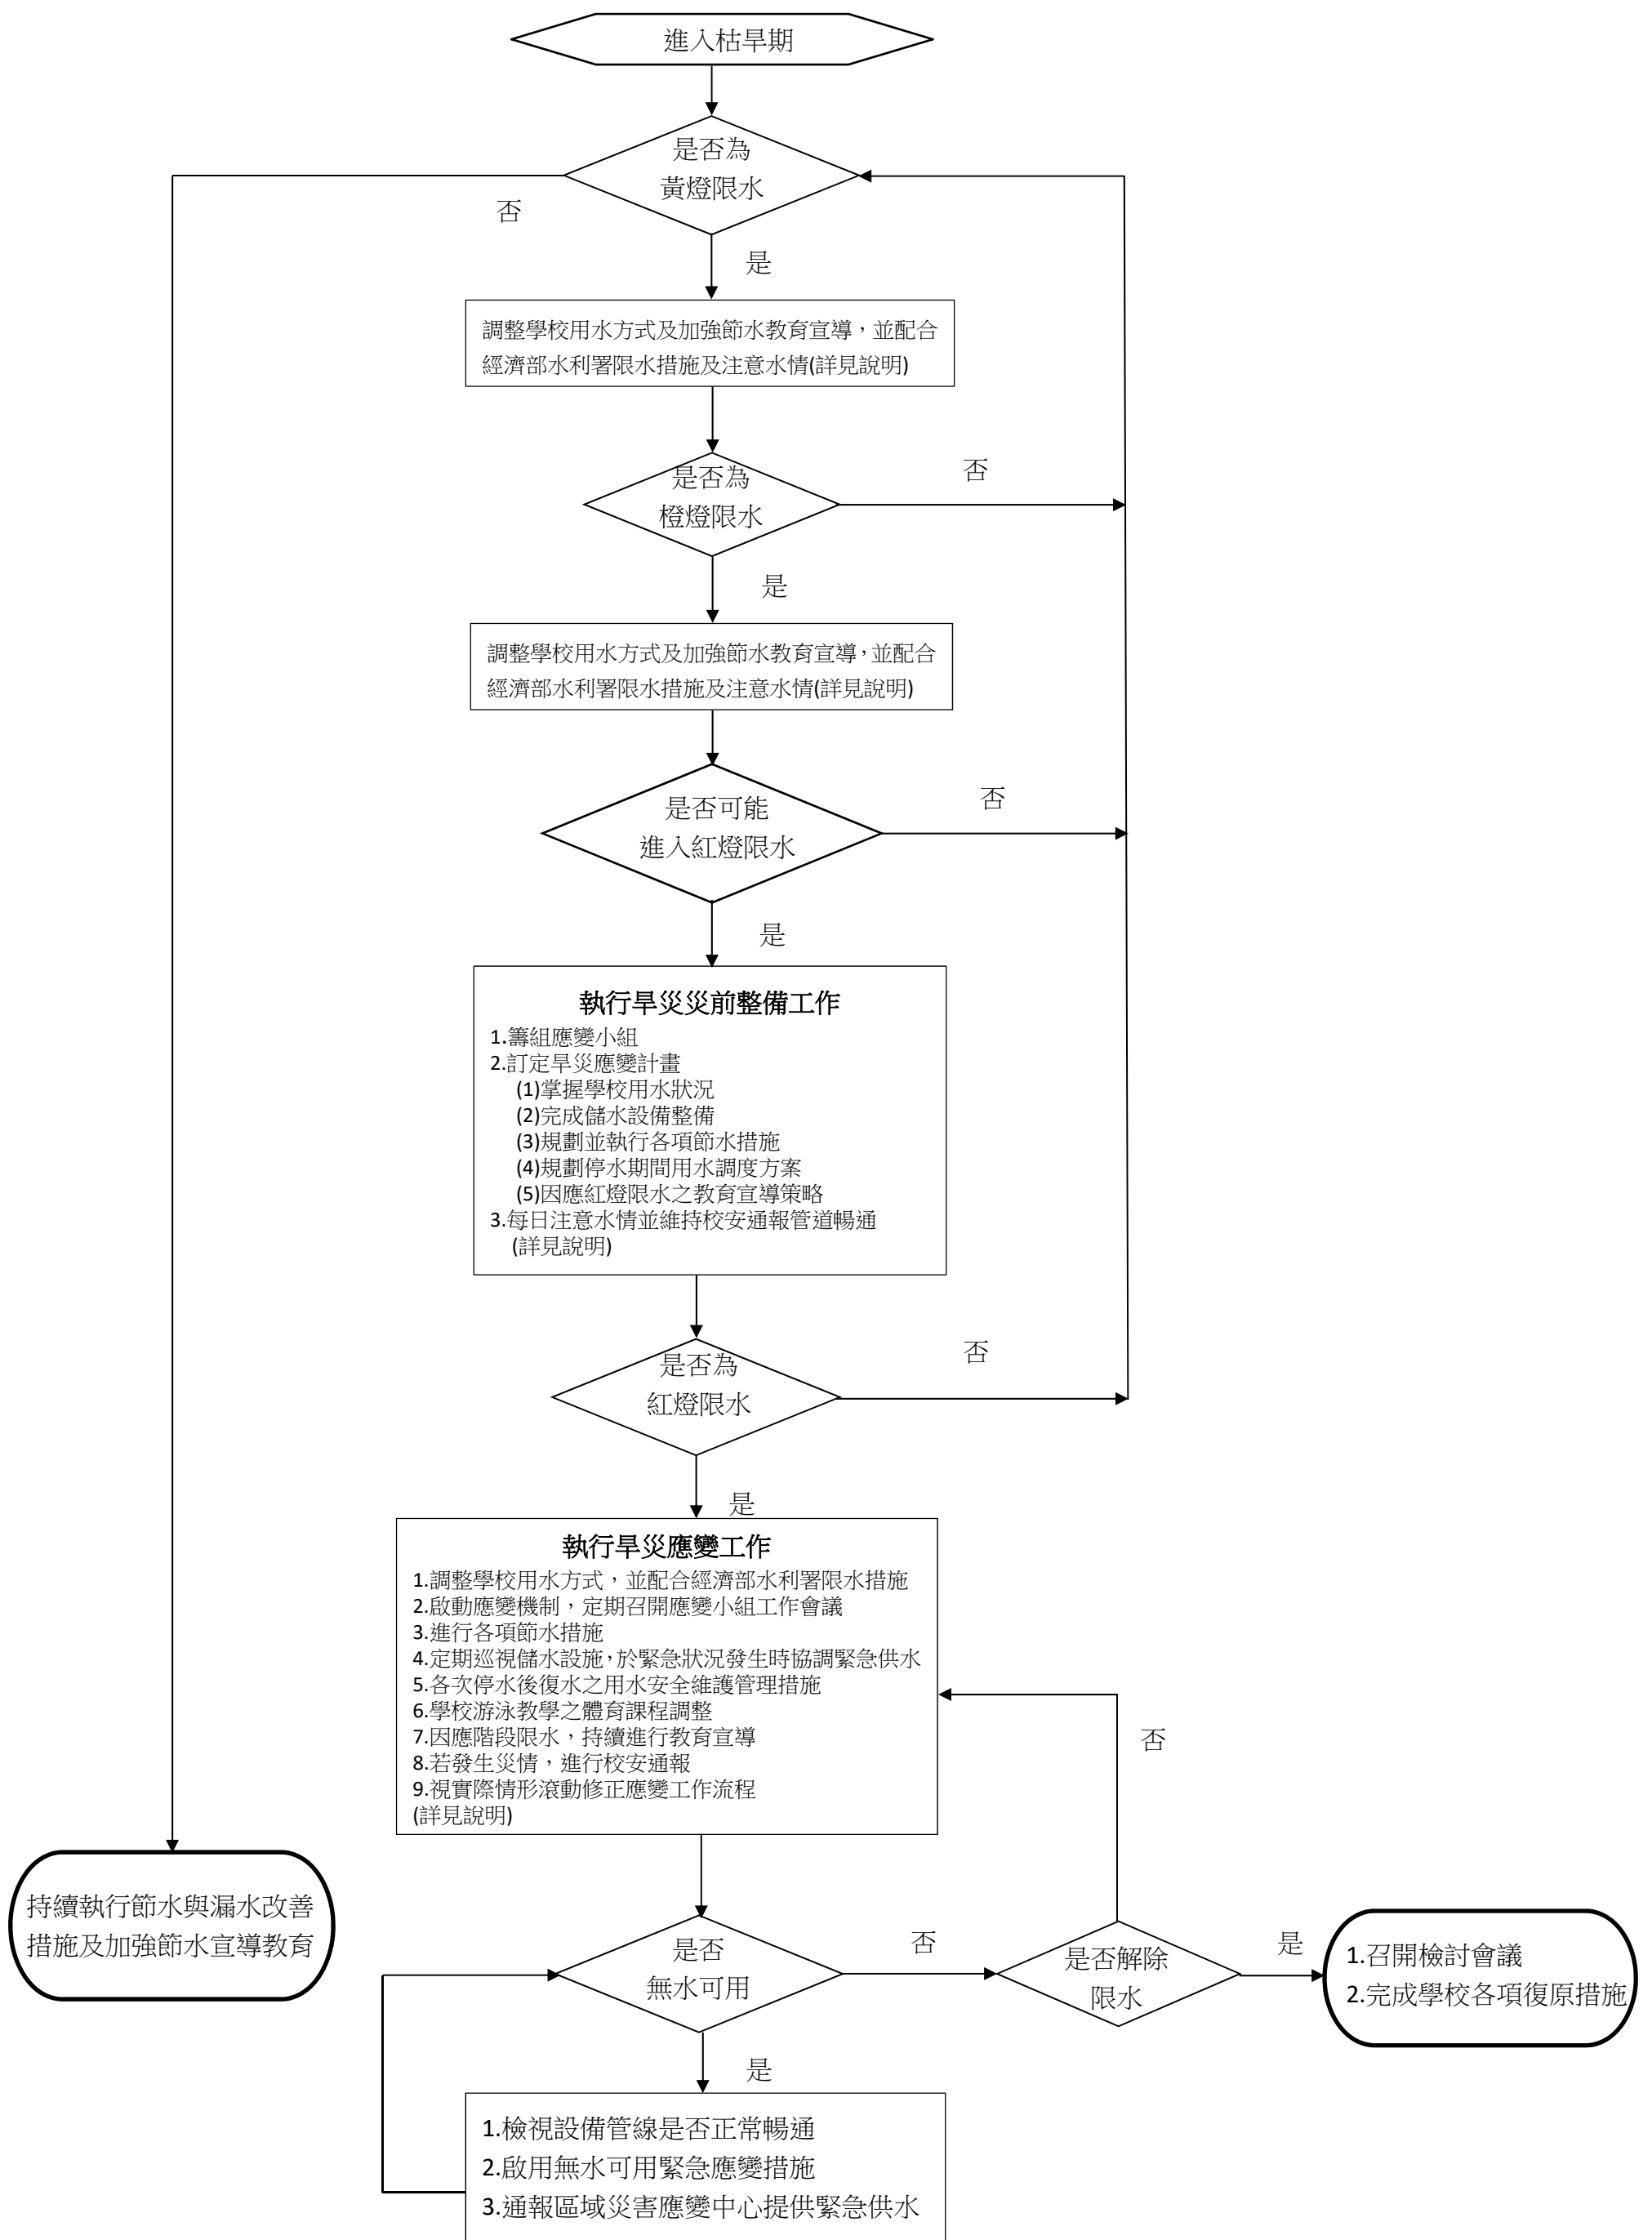 進入枯旱期
是否為
黃燈限水
否
是
調整學校用水方式及加強節水教育宣導，並配合
經濟部水利署限水措施及注意水情(詳見說明)
是否為
橙燈限水
否
是
調整學校用水方式及加強節水教育宣導，並配合
經濟部水利署限水措施及注意水情(詳見說明)
是否可能
進入紅燈限水
否
是
執行旱災災前整備工作
1.籌組應變小組
2.訂定旱災應變計畫
(1)掌握學校用水狀況
(2)完成儲水設備整備
(3)規劃並執行各項節水措施
(4)規劃停水期間用水調度方案
(5)因應紅燈限水之教育宣導策略
3.每日注意水情並維持校安通報管道暢通
(詳見說明)
是否為
紅燈限水
否
是
執行旱災應變工作
1.調整學校用水方式，並配合經濟部水利署限水措施
2.啟動應變機制，定期召開應變小組工作會議
3.進行各項節水措施
4.定期巡視儲水設施，於緊急狀況發生時協調緊急供水
5.各次停水後復水之用水安全維護管理措施
6.學校游泳教學之體育課程調整
7.因應階段限水，持續進行教育宣導
8.若發生災情，進行校安通報
9.視實際情形滾動修正應變工作流程
(詳見說明)
否
持續執行節水與漏水改善
措施及加強節水宣導教育
是否
無水可用
否
是否解除
限水
是
1.召開檢討會議
2.完成學校各項復原措施
是
1.檢視設備管線是否正常暢通
2.啟用無水可用緊急應變措施
3.通報區域災害應變中心提供緊急供水